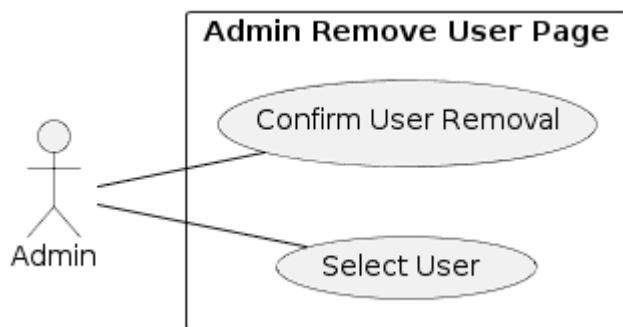 Admin Remove User Page
Confirm User Removal
Admin
Select User